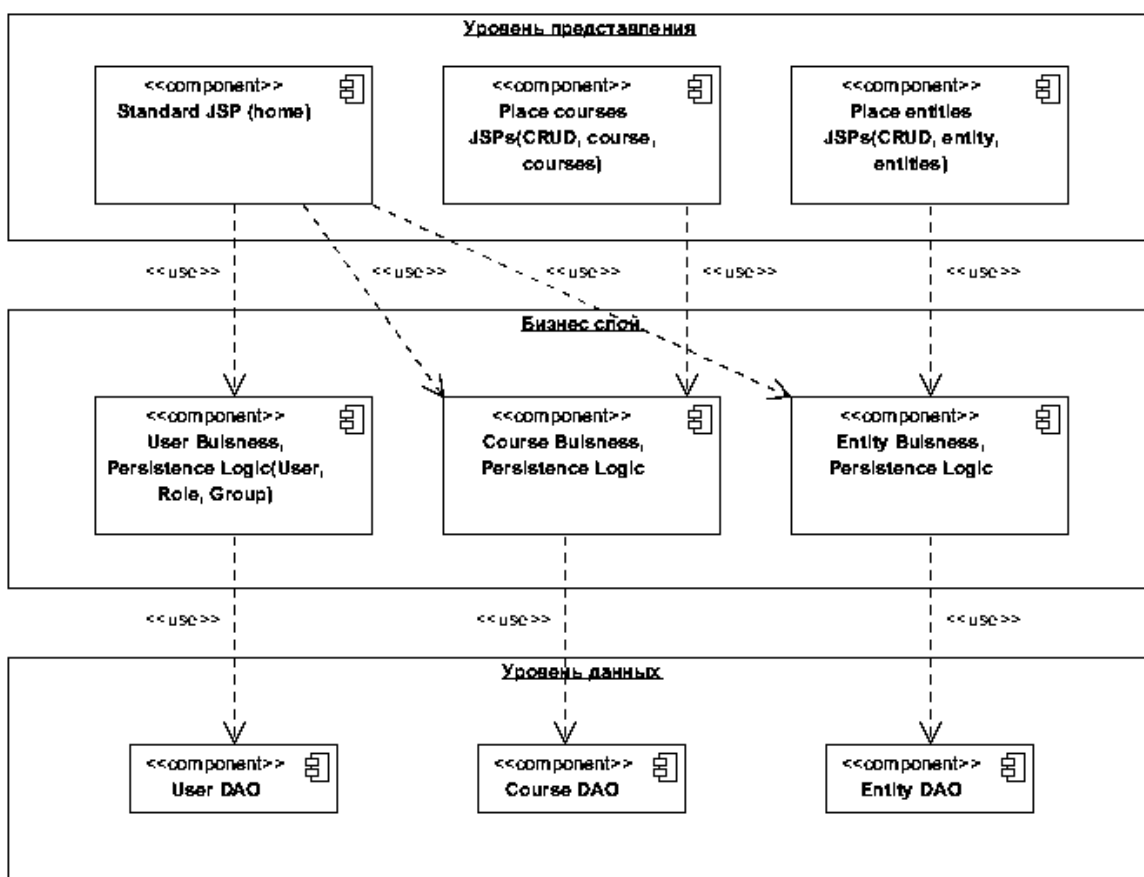 Уровень представления
<<component>>
Standard JSP (home)
<<component>>
Place courses
JSPs(CRUD, course,
courses)
<<component>>
Place entities
JSPs(CRUD, entity,
entities)
<<use>>
<<use>>
<<use>>
<<use>>
<<use>>
Бизнес слой
<<component>>
User Buisness,
Persistence Logic(User,
Role, Group)
<<component>>
Course Buisness,
Persistence Logic
<<component>>
Entity Buisness,
Persistence Logic
<<use>>
<<use>>
<<use>>
Уровень данных
<<component>>
User DAO
<<component>>
Course DAO
<<component>>
Entity DAO